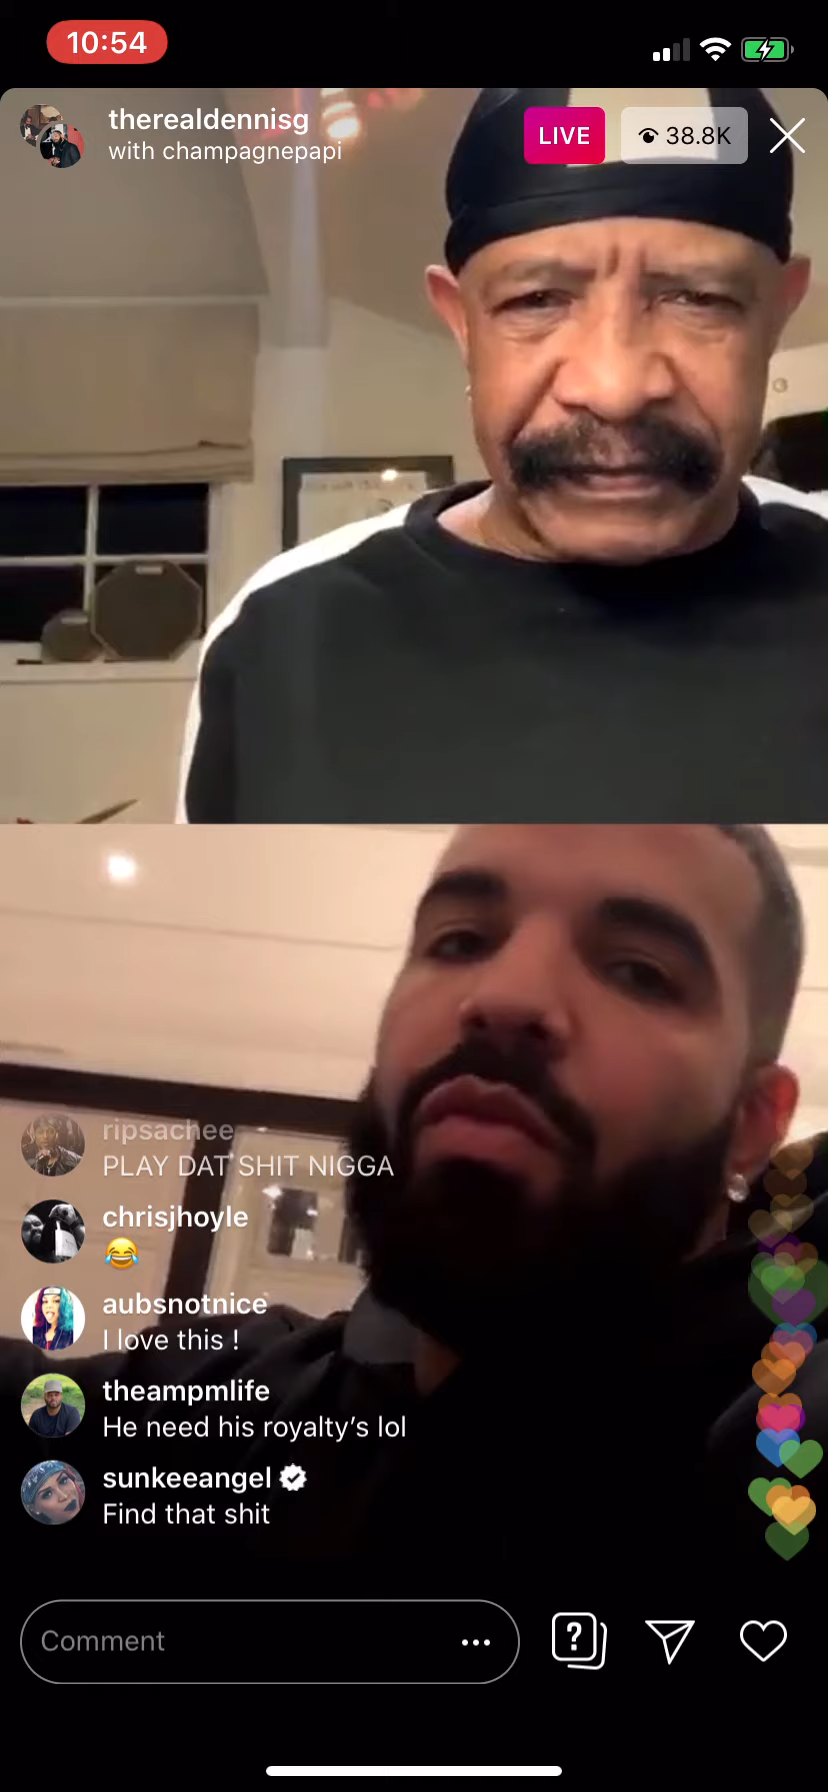 10:54
therealdennisg
with champagnepapi
LIVE
38.8K
ripsachee
PLAY DAT SHIT NIGGA
chrisjhoyle
😂
aubsnotnice
I love this !
theampmlife
He need his royalty's lol
sunkeeangel
Find that shit
Comment